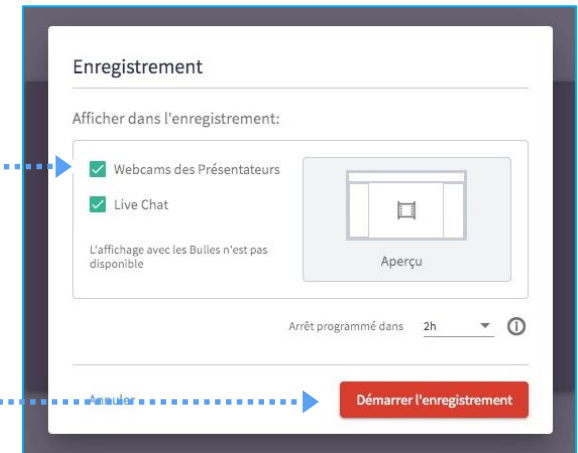 Enregistrement
Afficher dans l'enregistrement:
Webcams des Présentateurs
Live Chat
L'affichage avec les Bulles n'est pas
disponible
Aperçu
Arrêt programmé dans 2h
Annuler
Démarrer l'enregistrement